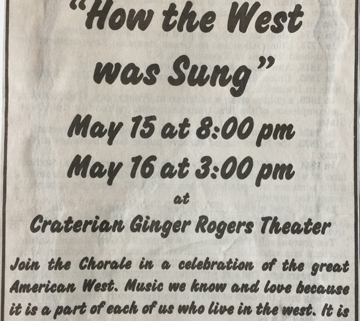 "How the West
was Sung"
May 15 at 8:00 pm
May 16 at 3:00 pm
at
Craterian Ginger Rogers Theater
Join the Chorale in a celebration of the great
American West. Music we know and love because
it is a part of each of us who live in the west. It is